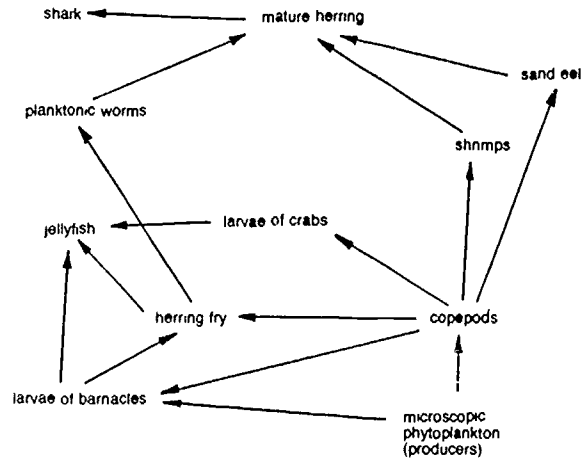 shark
mature herring
sand eel
planktonic worms
shnmps
jellyfish
larvae of crabs
herring fry
copepods
larvae of barnacles
microscopic
phytoplankton
(producers)